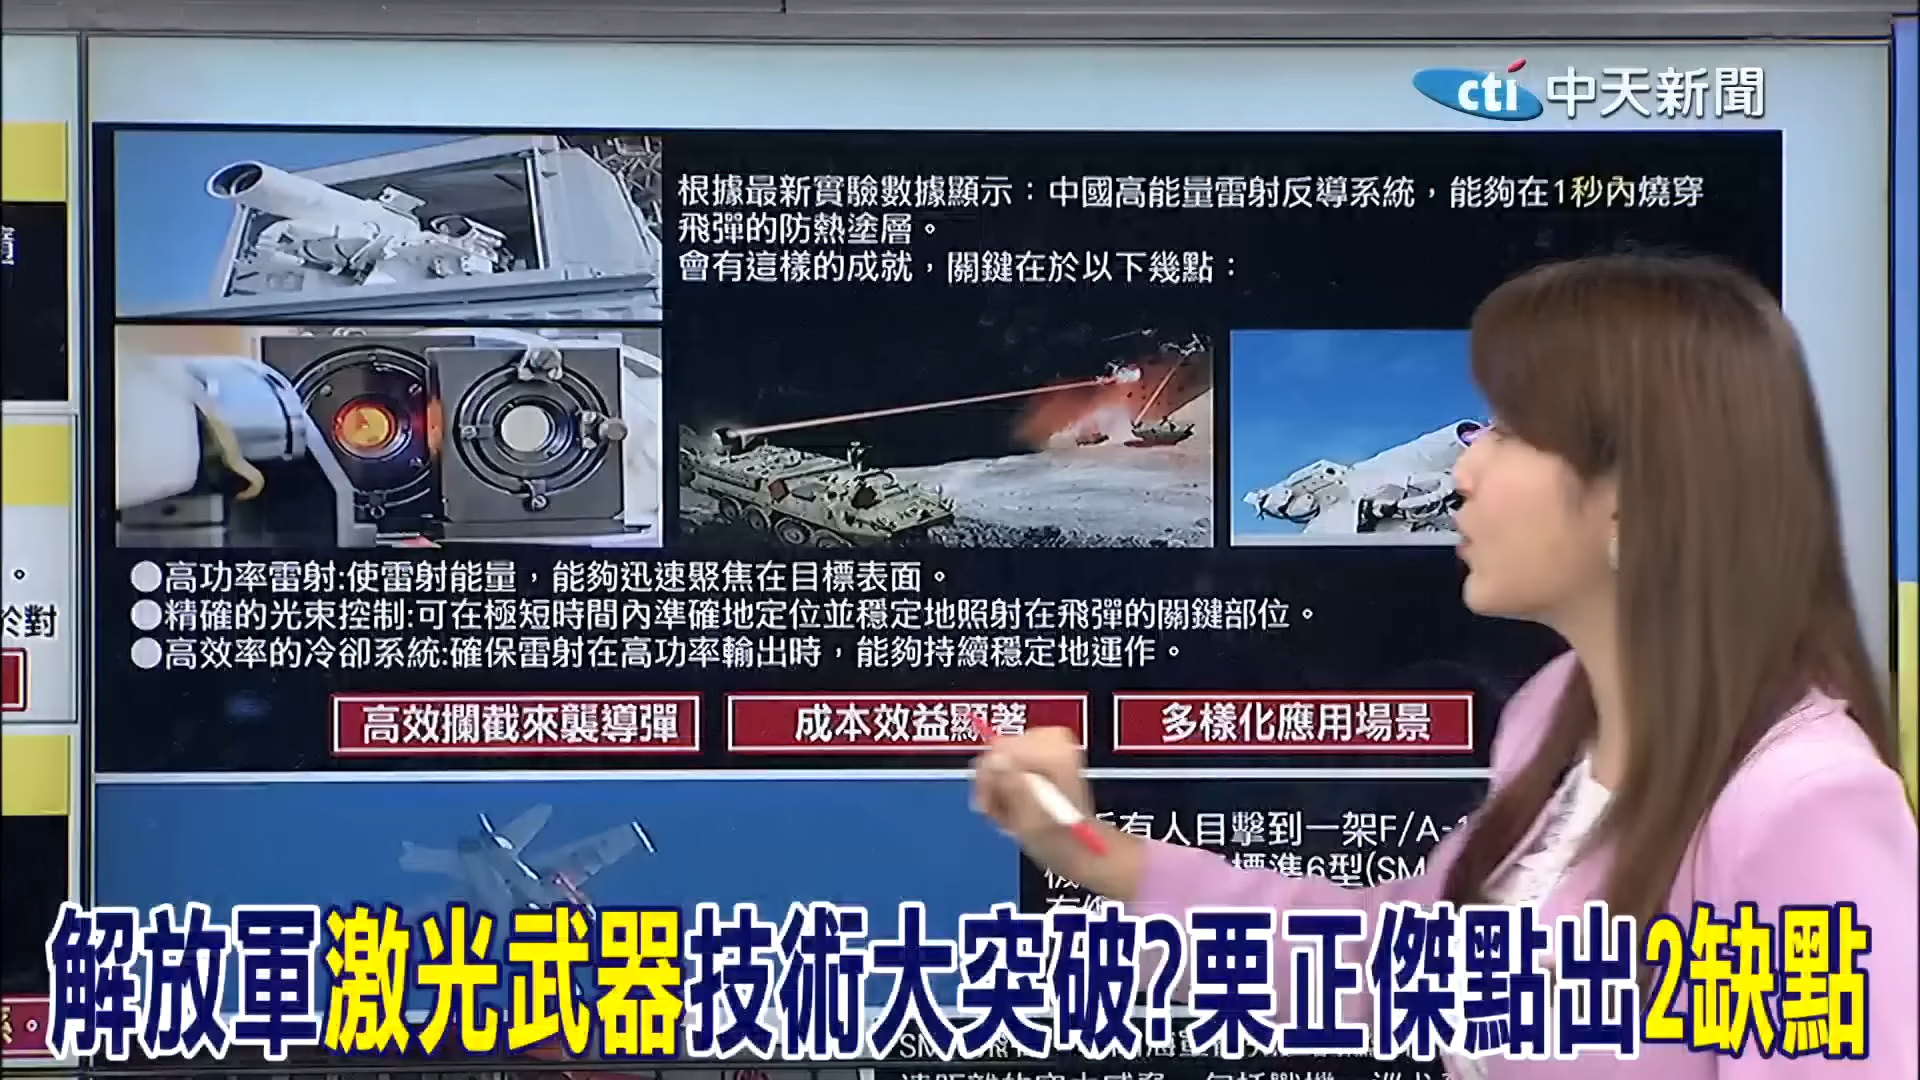 cti 中天新聞
根據最新實驗數據顯示：中國高能量雷射反導系統，能夠在1秒內燒穿
飛彈的防熱塗層。
會有這樣的成就，關鍵在於以下幾點：
●高功率雷射:使雷射能量，能夠迅速聚焦在目標表面。
●精確的光束控制:可在極短時間內準確地定位並穩定地照射在飛彈的關鍵部位。
●高效率的冷卻系統:確保雷射在高功率輸出時，能夠持續穩定地運作。
高效攔截來襲導彈
成本效益顯著
多樣化應用場景
於對
有人目擊到一架F/A-1
標準6型(SM
解放軍激光武器技術大突破?栗正傑點出2缺點